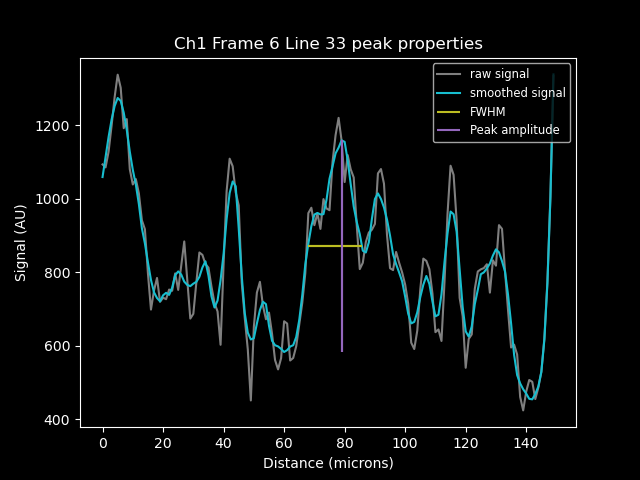 Ch1 Frame 6 Line 33 peak properties
raw signal
smoothed signal
FWHM
Peak amplitude
Signal (AU)
1200
1000
800
600
400
0 20 40 60 80 100 120 140
Distance (microns)